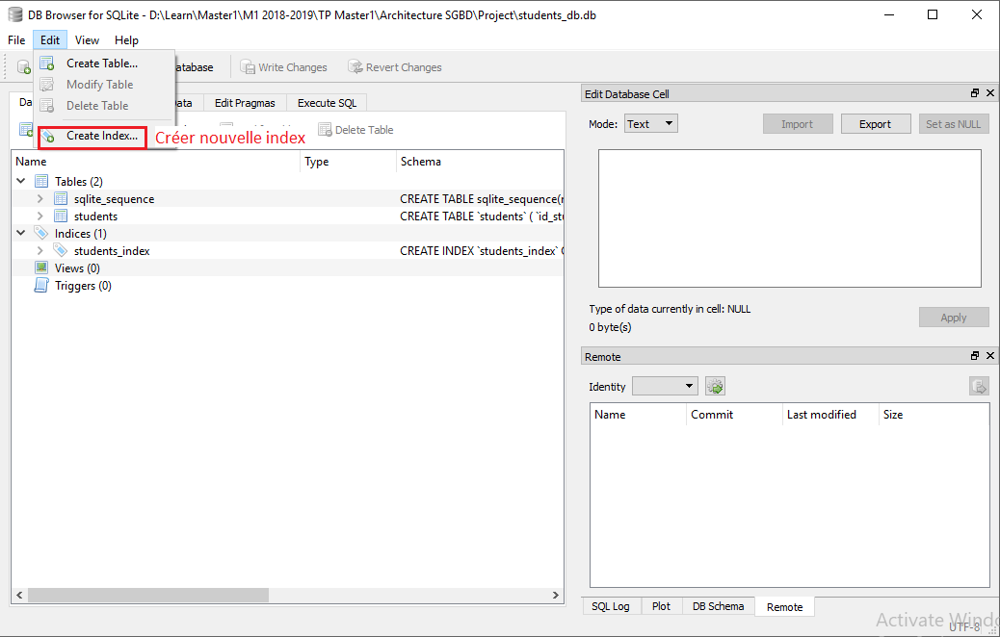 DB Browser for SQLite - D:\Learn\Master1\M1 2018-2019\TP Master1\Architecture SGBD\Project\students_db.db
File Edit View Help
Create Table... atabase Write Changes Revert Changes
Modify Table
Delete Table
Da ata Edit Pragmas Execute SQL
Create Index... Créer nouvelle index Delete Table
Name Type Schema
Tables (2)
sqlite_sequence CREATE TABLE sqlite_sequence(
students CREATE TABLE `students` ( `id_stu
Indices (1)
students_index CREATE INDEX `students_index`
Views (0)
Triggers (0)
Edit Database Cell
Mode: Text Import Export Set as NULL
Type of data currently in cell: NULL
0 byte(s)
Apply
Remote
Identity
Name Commit Last modified Size
SQL Log Plot DB Schema Remote
Activate Windo
UTF-8